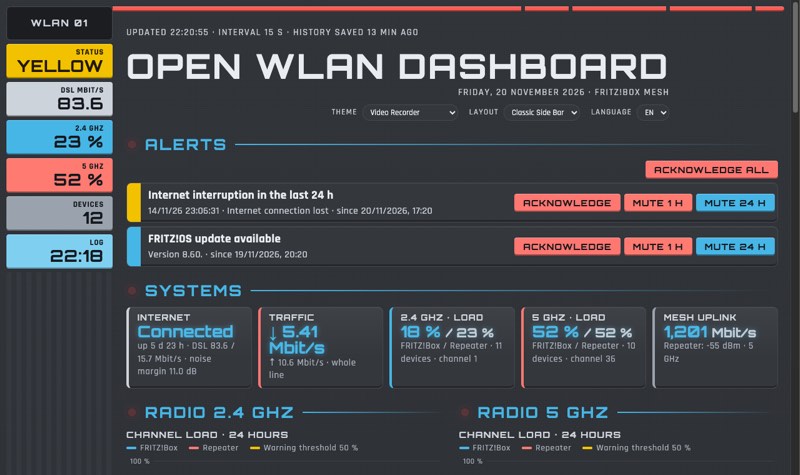 WLAN 01
STATUS
YELLOW
DSL MBIT/S
83.6
2.4 GHZ
23 %
5 GHZ
52 %
DEVICES
12
LOG
22:18
UPDATED 22:20:55 · INTERVAL 15 S · HISTORY SAVED 13 MIN AGO
OPEN WLAN DASHBOARD
FRIDAY, 20 NOVEMBER 2026 · FRITZ!BOX MESH
THEME Video Recorder LAYOUT Classic Side Bar LANGUAGE EN
ALERTS
ACKNOWLEDGE ALL
Internet interruption in the last 24 h
14/11/26 23:06:31 · Internet connection lost · since 20/11/2026, 17:20
ACKNOWLEDGE MUTE 1 H MUTE 24 H
FRITZ!OS update available
Version 8.60. · since 19/11/2026, 20:20
ACKNOWLEDGE MUTE 1 H MUTE 24 H
SYSTEMS
INTERNET
Connected
up 5 d 23 h · DSL 83.6 /
15.7 Mbit/s · noise
margin 11.0 dB
TRAFFIC
↓ 5.41
Mbit/s
↑ 10.6 Mbit/s · whole
line
2.4 GHZ · LOAD
18 % / 23 %
FRITZ!Box / Repeater · 11
devices · channel 1
5 GHZ · LOAD
52 % / 52 %
FRITZ!Box / Repeater · 10
devices · channel 36
MESH UPLINK
1,201 Mbit/s
Repeater: -55 dBm · 5
GHz
RADIO 2.4 GHZ
CHANNEL LOAD · 24 HOURS
FRITZ!Box Repeater Warning threshold 50 %
100 %
RADIO 5 GHZ
CHANNEL LOAD · 24 HOURS
FRITZ!Box Repeater Warning threshold 50 %
100 %